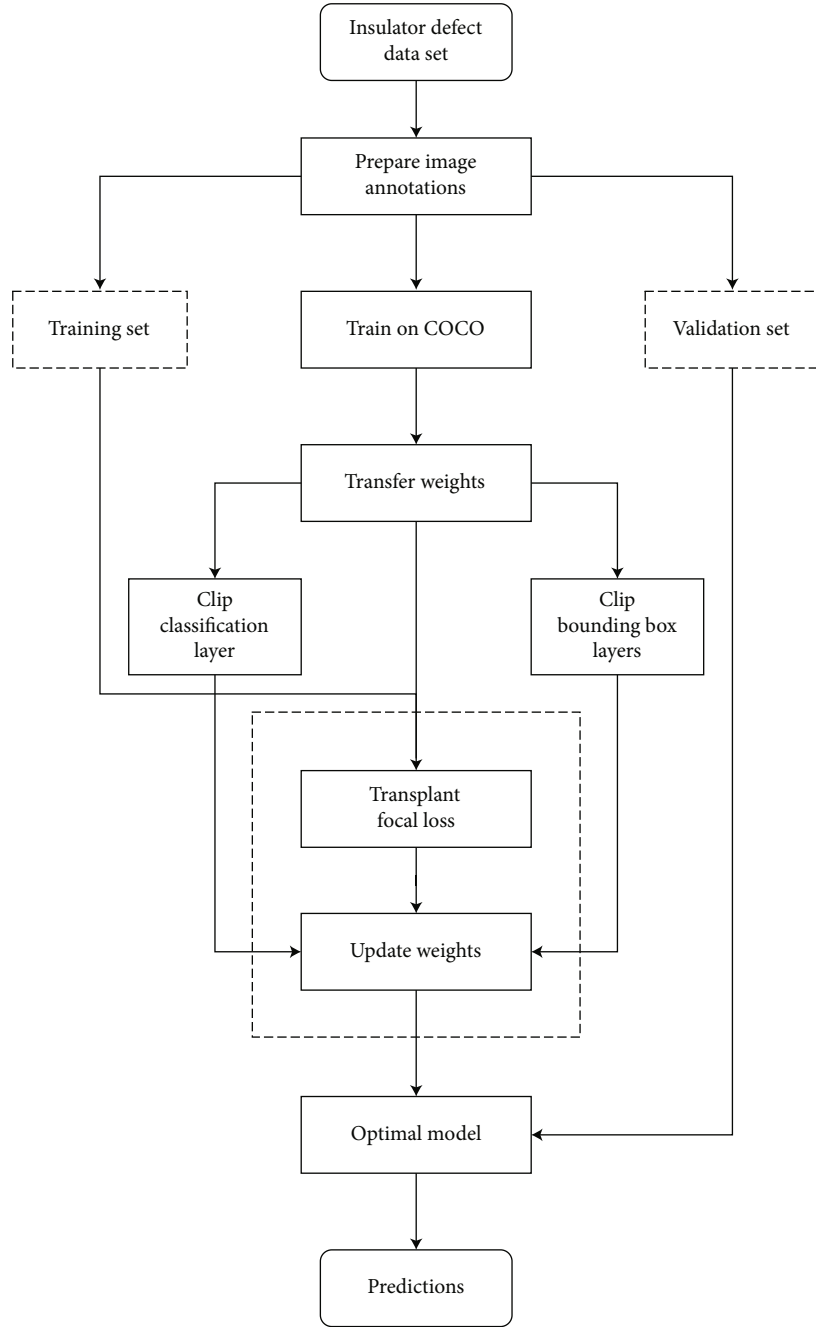 Insulator defect
data set
Prepare image
annotations
Training set
Train on COCO
Validation set
Transfer weights
Clip
classification
layer
Clip
bounding box
layers
Transplant
focal loss
Update weights
Optimal model
Predictions